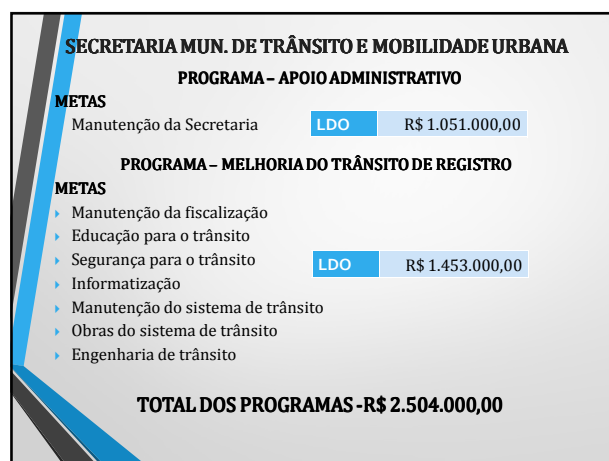 SECRETARIA MUN. DE TRÂNSITO E MOBILIDADE URBANA
PROGRAMA – APOIO ADMINISTRATIVO
METAS
Manutenção da Secretaria LDO R$ 1.051.000,00
PROGRAMA – MELHORIA DO TRÂNSITO DE REGISTRO
METAS
Manutenção da fiscalização
Educação para o trânsito
Segurança para o trânsito LDO R$ 1.453.000,00
Informatização
Manutenção do sistema de trânsito
Obras do sistema de trânsito
Engenharia de trânsito
TOTAL DOS PROGRAMAS -R$ 2.504.000,00